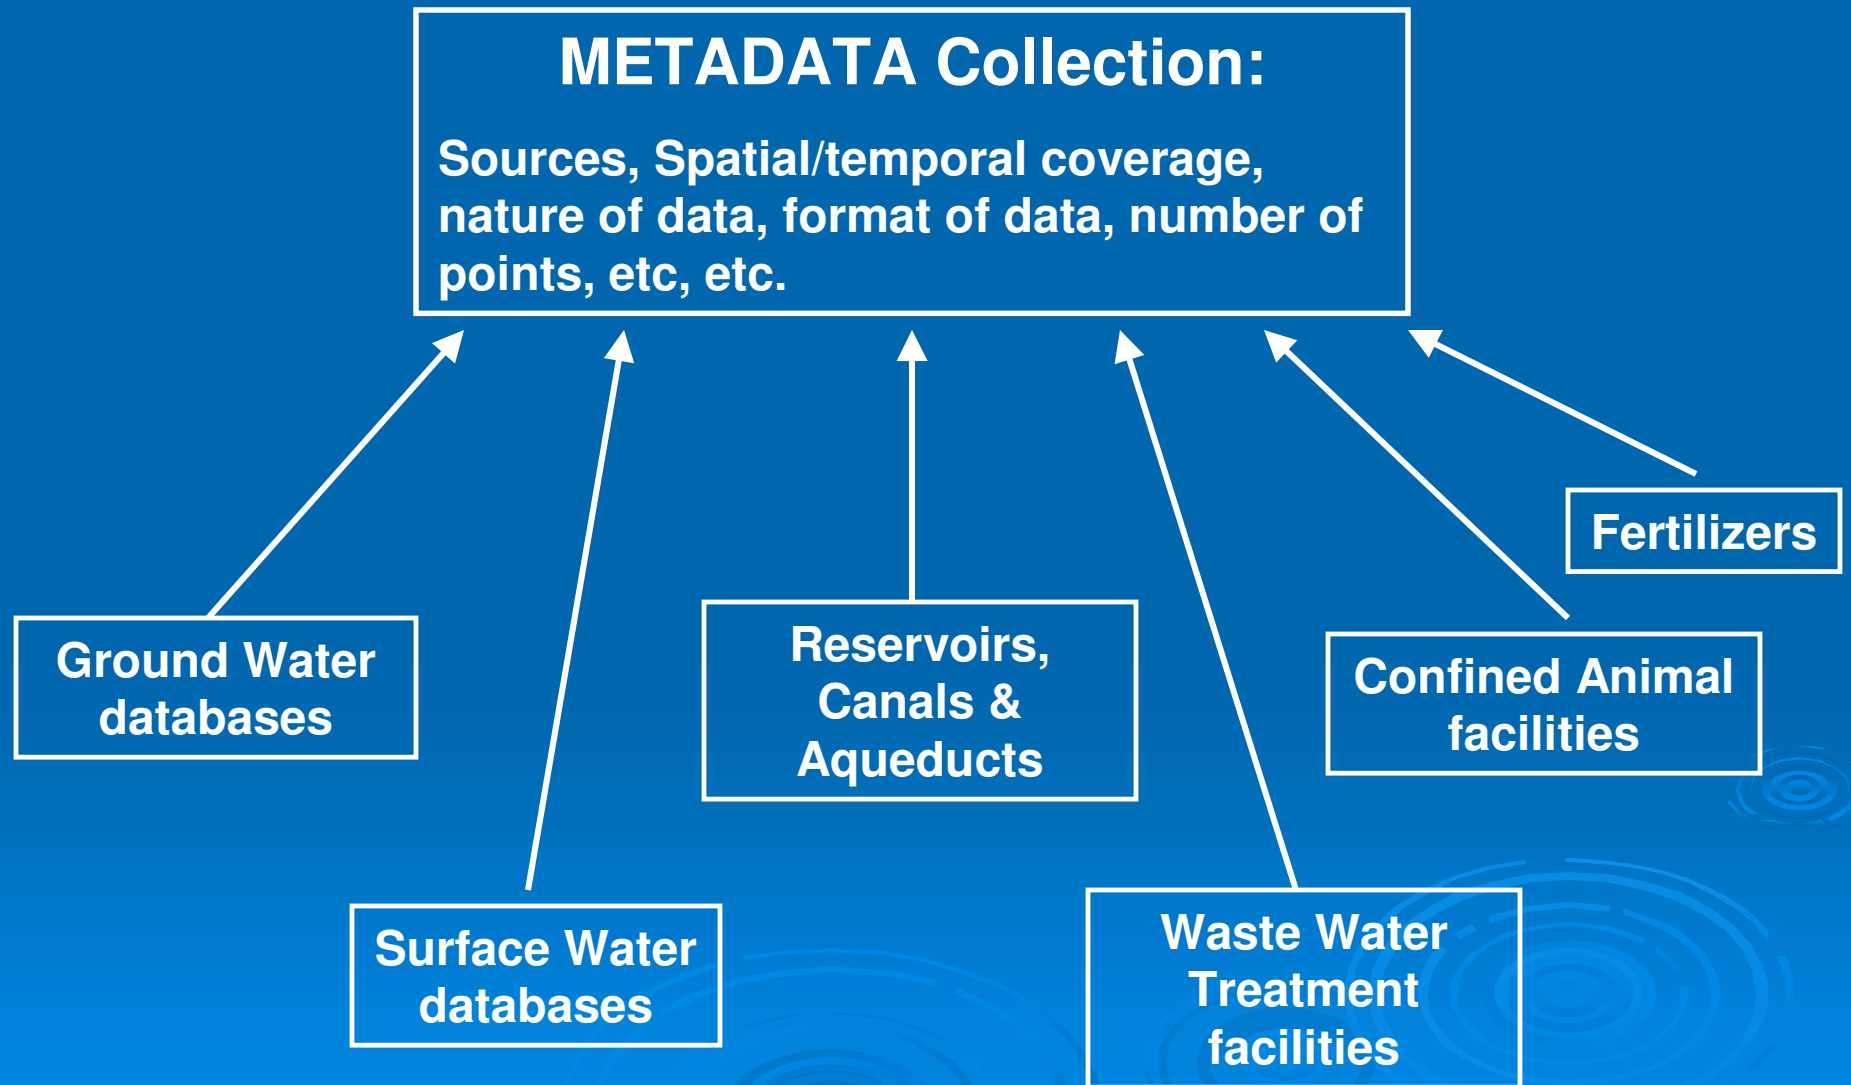 METADATA Collection:
Sources, Spatial/temporal coverage,
nature of data, format of data, number of
points, etc, etc.
Fertilizers
Ground Water
databases
Reservoirs,
Canals &
Aqueducts
Confined Animal
facilities
Surface Water
databases
Waste Water
Treatment
facilities